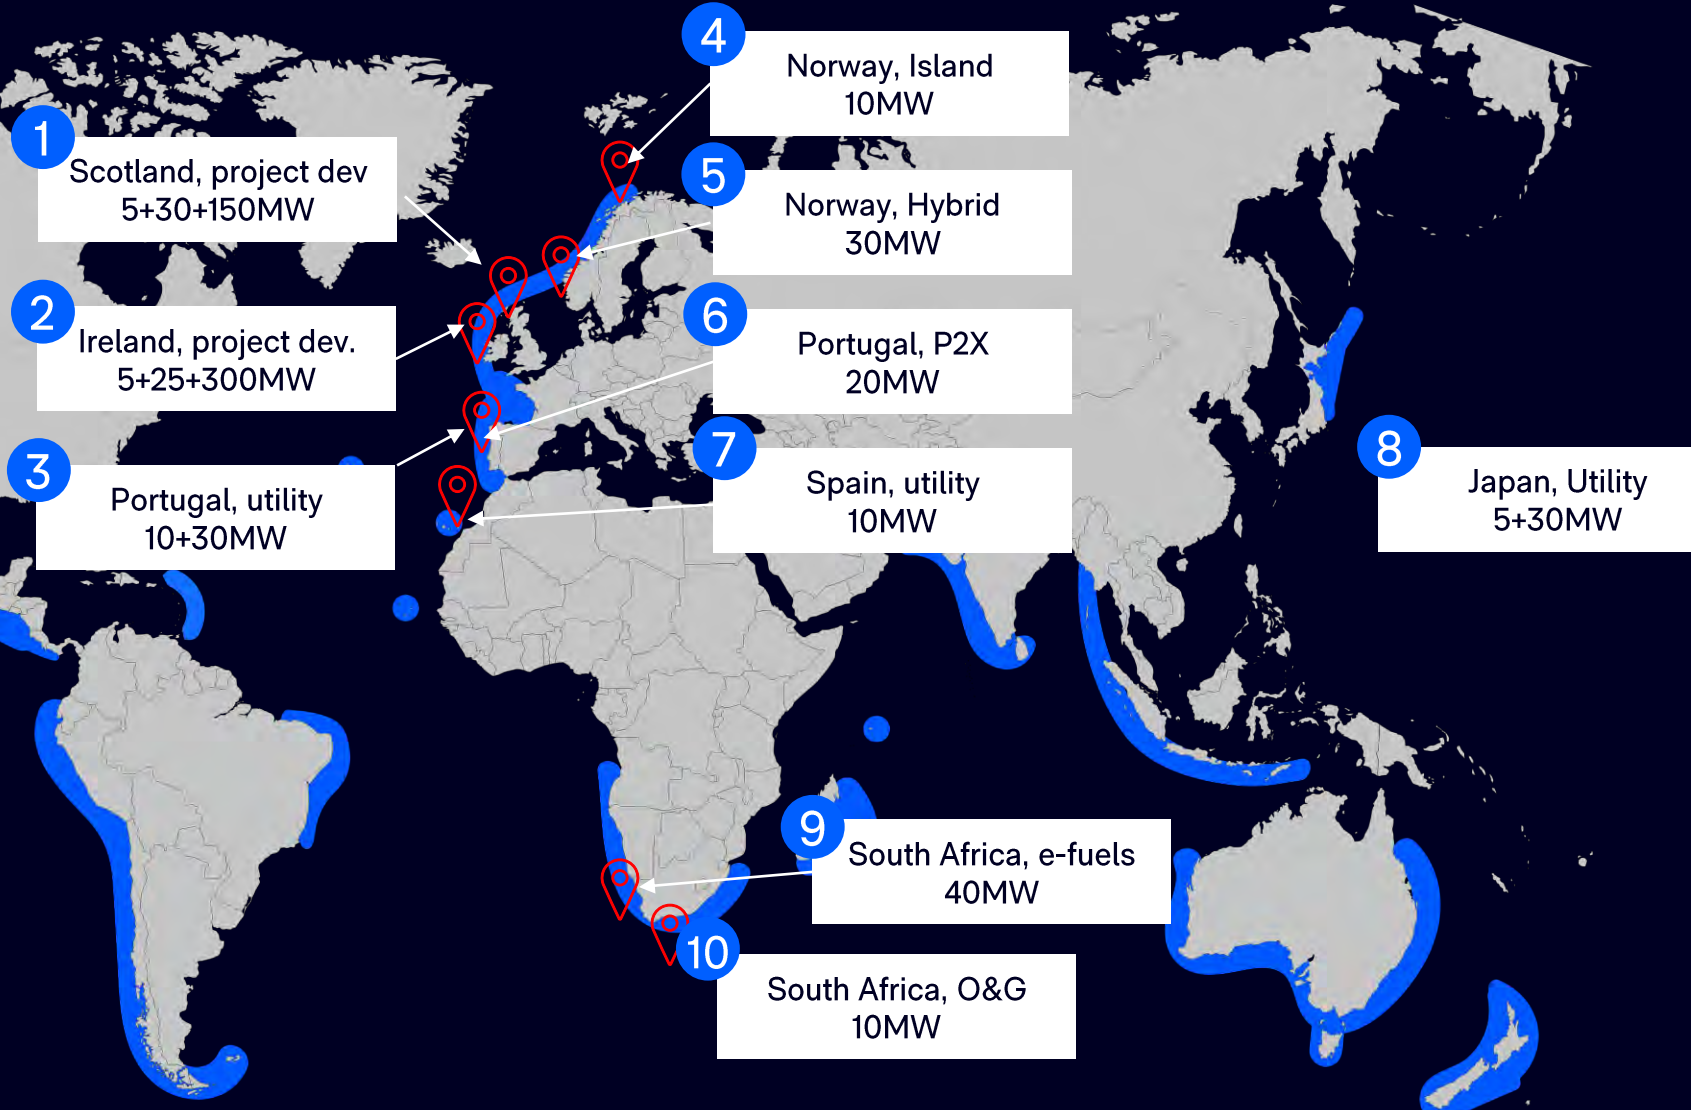 1
Scotland, project dev
5+30+150MW
2
Ireland, project dev.
5+25+300MW
3
Portugal, utility
10+30MW
4
Norway, Island
10MW
5
Norway, Hybrid
30MW
6
Portugal, P2X
20MW
7
Spain, utility
10MW
8
Japan, Utility
5+30MW
9
South Africa, e-fuels
40MW
10
South Africa, O&G
10MW